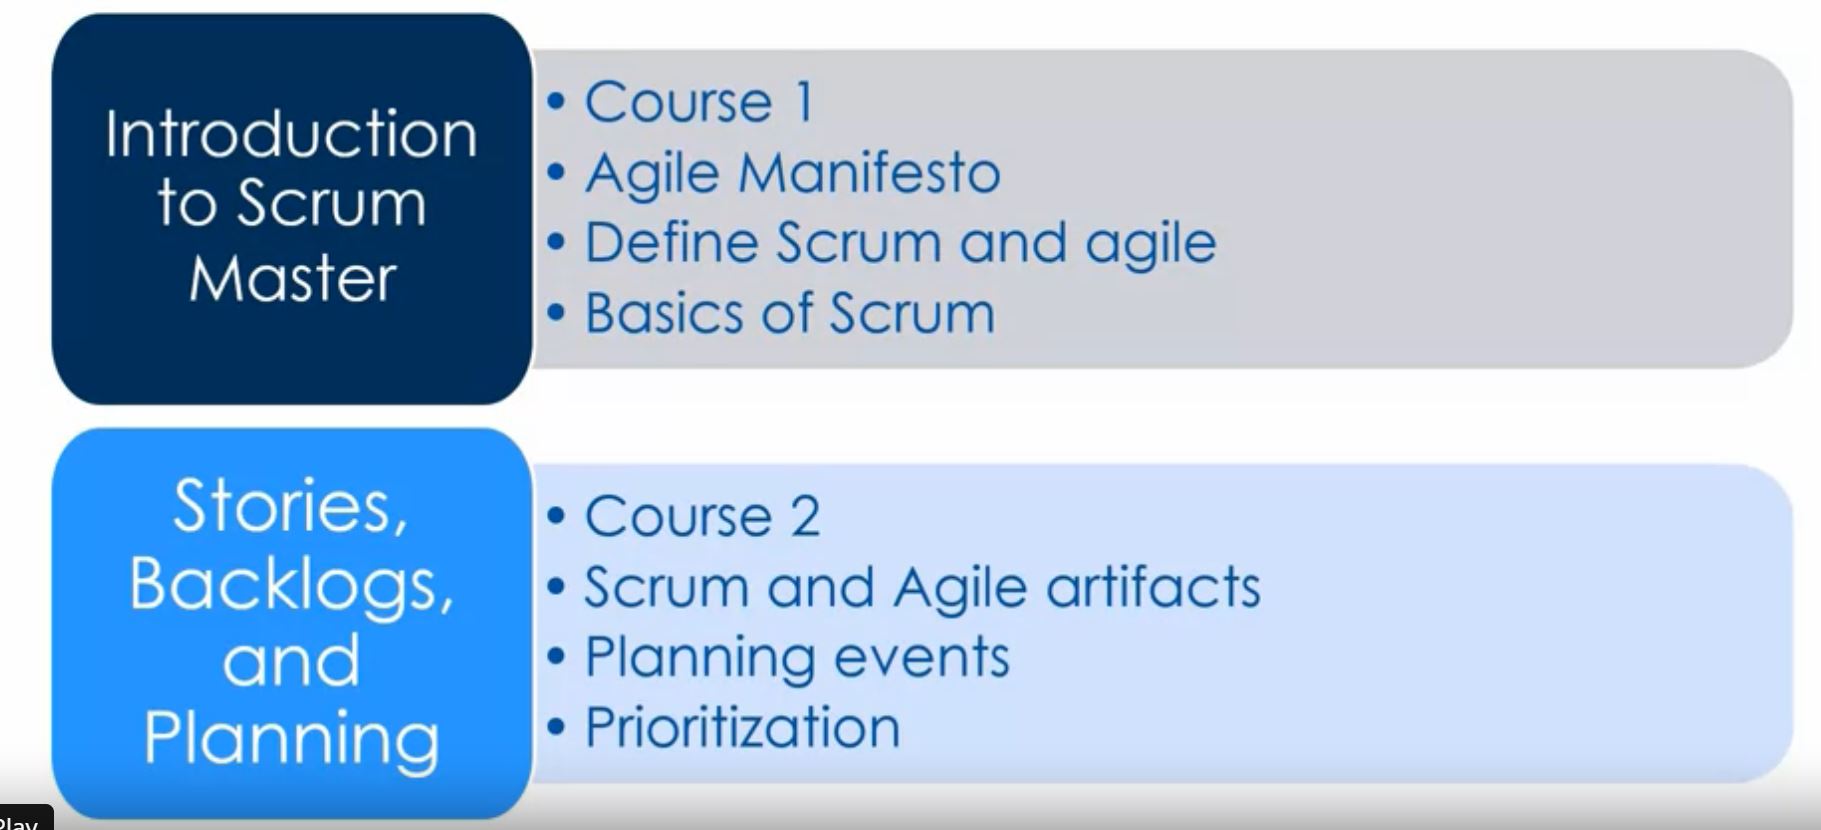 Introduction
to Scrum
Master
• Course 1
• Agile Manifesto
• Define Scrum and agile
• Basics of Scrum
Stories,
Backlogs,
and
Planning
• Course 2
• Scrum and Agile artifacts
• Planning events
• Prioritization
Play